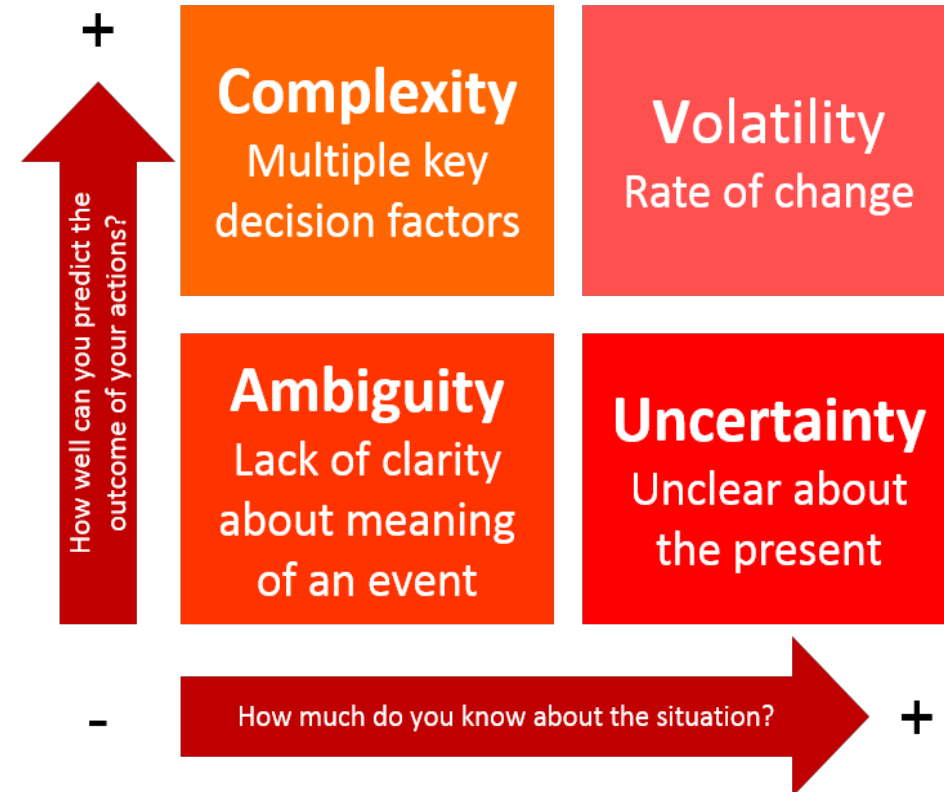 +
Complexity
Multiple key
decision factors
Volatility
Rate of change
How well can you predict the
outcome of your actions?
Ambiguity
Lack of clarity
about meaning
of an event
Uncertainty
Unclear about
the present
-
How much do you know about the situation?
+